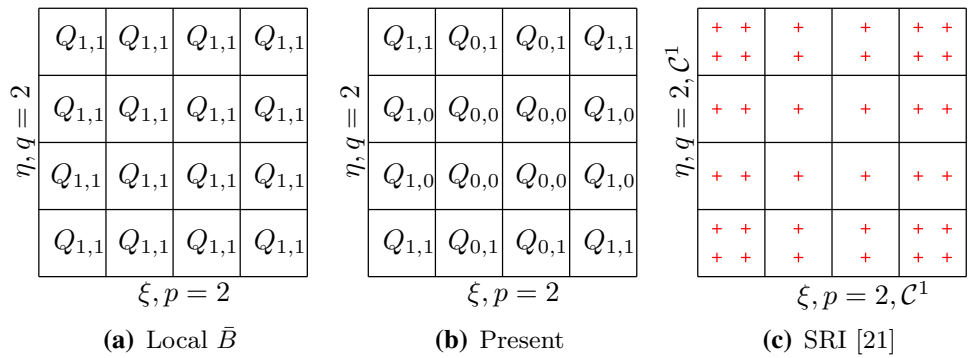 Q_{1,1} Q_{1,1} Q_{1,1} Q_{1,1}
Q_{1,1} Q_{1,1} Q_{1,1} Q_{1,1}
Q_{1,1} Q_{1,1} Q_{1,1} Q_{1,1}
Q_{1,1} Q_{1,1} Q_{1,1} Q_{1,1}
η, q = 2
ξ, p = 2
(a) Local B̄
Q_{1,1} Q_{0,1} Q_{0,1} Q_{1,1}
Q_{1,0} Q_{0,0} Q_{0,0} Q_{1,0}
Q_{1,0} Q_{0,0} Q_{0,0} Q_{1,0}
Q_{1,1} Q_{0,1} Q_{0,1} Q_{1,1}
η, q = 2
ξ, p = 2
(b) Present
η, q = 2, 𝒞¹
ξ, p = 2, 𝒞¹
(c) SRI [21]